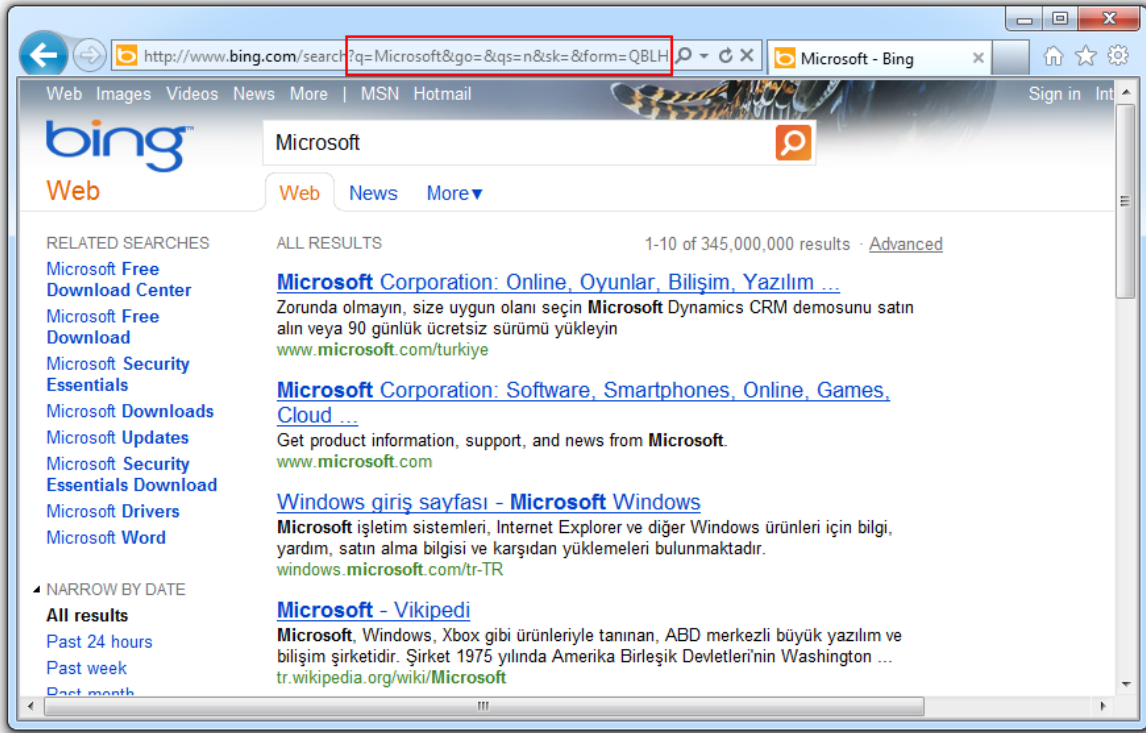 http://www.bing.com/search?q=Microsoft&go=&qs=n&sk=&form=QBLH
Microsoft - Bing
Web Images Videos News More | MSN Hotmail
Sign in Int
bing
Microsoft
Web
Web News More▼
RELATED SEARCHES
Microsoft Free
Download Center
Microsoft Free
Download
Microsoft Security
Essentials
Microsoft Downloads
Microsoft Updates
Microsoft Security
Essentials Download
Microsoft Drivers
Microsoft Word
NARROW BY DATE
All results
Past 24 hours
Past week
Past month
ALL RESULTS
1-10 of 345,000,000 results · Advanced
Microsoft Corporation: Online, Oyunlar, Bilişim, Yazılım ...
Zorunda olmayın, size uygun olanı seçin Microsoft Dynamics CRM demosunu satın
alın veya 90 günlük ücretsiz sürümü yükleyin
www.microsoft.com/turkiye
Microsoft Corporation: Software, Smartphones, Online, Games,
Cloud ...
Get product information, support, and news from Microsoft.
www.microsoft.com
Windows giriş sayfası - Microsoft Windows
Microsoft işletim sistemleri, Internet Explorer ve diğer Windows ürünleri için bilgi,
yardım, satın alma bilgisi ve karşıdan yüklemeleri bulunmaktadır.
windows.microsoft.com/tr-TR
Microsoft - Vikipedi
Microsoft, Windows, Xbox gibi ürünleriyle tanınan, ABD merkezli büyük yazılım ve
bilişim şirketidir. Şirket 1975 yılında Amerika Birleşik Devletleri'nin Washington ...
tr.wikipedia.org/wiki/Microsoft